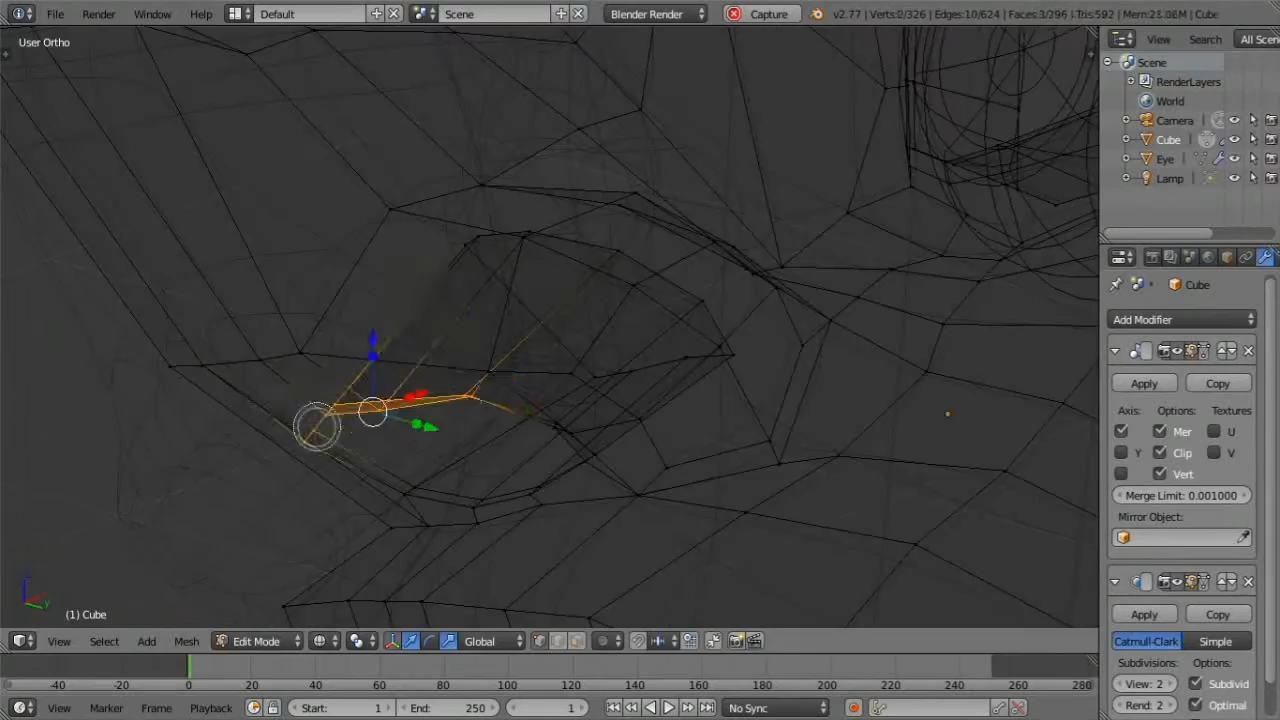 File Render Window Help Default Scene Blender Render Capture v2.77 | Verts:0/326 | Edges:10/624 | Faces:3/296 | Tris:592 | Mem:28.06M | Cube
User Ortho
View Search All Scen
Scene
RenderLayers
World
Camera
Cube
Eye
Lamp
Cube
Add Modifier
Apply Copy
Axis: Options: Textures
Mer U
Y Clip V
Vert
Merge Limit: 0.001000
Mirror Object:
Apply Copy
Catmull-Clark Simple
Subdivisions: Options:
View: 2 Subdivid
Rend: 2 Optimal
(1) Cube
View Select Add Mesh Edit Mode Global
-40 -20 0 20 40 60 80 100 120 140 160 180 200 220 240 260 280
View Marker Frame Playback Start: 1 End: 250 1 No Sync